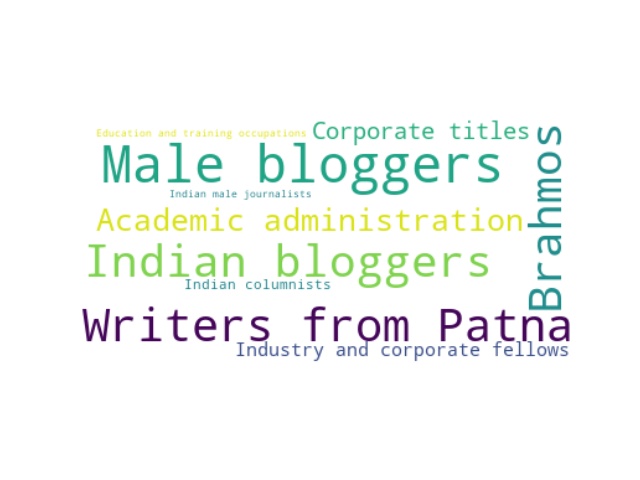 Education and training occupations
Corporate titles
Male bloggers
Indian male journalists
Academic administration
Indian bloggers
Indian columnists
Writers from Patna
Industry and corporate fellows
Brahmos